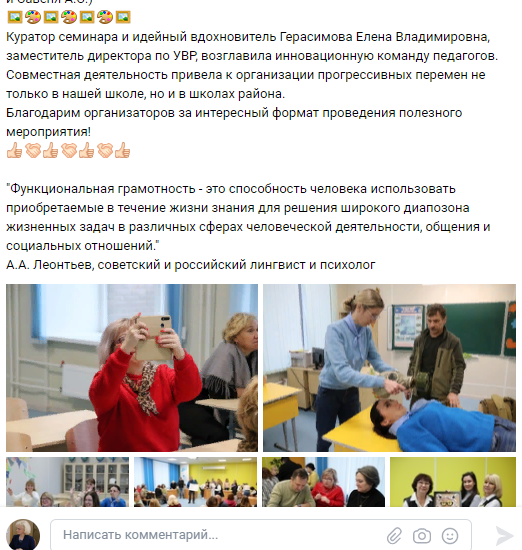 Куратор семинара и идейный вдохновитель Герасимова Елена Владимировна,
заместитель директора по УВР, возглавила инновационную команду педагогов.
Совместная деятельность привела к организации прогрессивных перемен не
только в нашей школе, но и в школах района.
Благодарим организаторов за интересный формат проведения полезного
мероприятия!
"Функциональная грамотность - это способность человека использовать
приобретаемые в течение жизни знания для решения широкого диапозона
жизненных задач в различных сферах человеческой деятельности, общения и
социальных отношений."
А.А. Леонтьев, советский и российский лингвист и психолог
Написать комментарий...